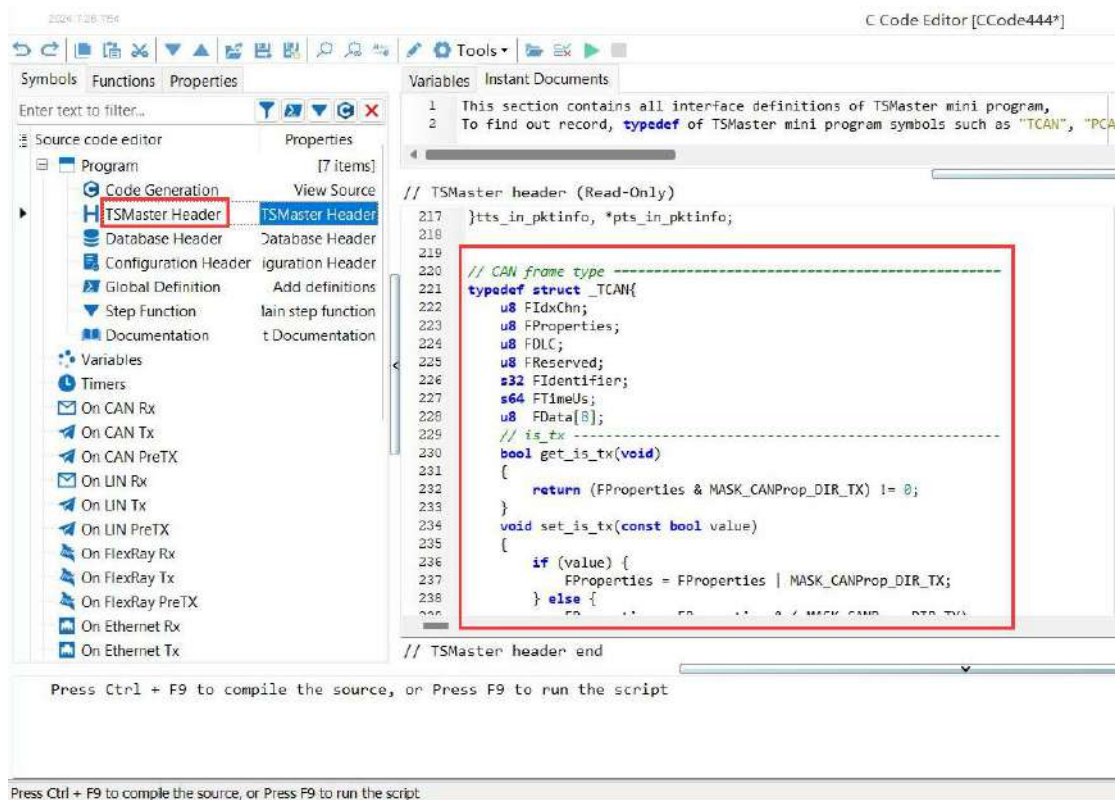 2024.7.26 1154
C Code Editor [CCode444*]
Tools
Symbols Functions Properties
Variables Instant Documents
Enter text to filter...
1 This section contains all interface definitions of TSMaster mini program,
2 To find out record, typedef of TSMaster mini program symbols such as "TCAN", "PCA
Source code editor Properties
Program [7 items]
Code Generation View Source
TSMaster Header TSMaster Header
Database Header Database Header
Configuration Header iguration Header
Global Definition Add definitions
Step Function lain step function
Documentation t Documentation
Variables
Timers
On CAN Rx
On CAN Tx
On CAN PreTX
On LIN Rx
On LIN Tx
On LIN PreTX
On FlexRay Rx
On FlexRay Tx
On FlexRay PreTX
On Ethernet Rx
On Ethernet Tx
// TSMaster header (Read-Only)
217 }tts_in_pktinfo, *pts_in_pktinfo;
218
219
220 // CAN frame type ------------------------------------------------
221 typedef struct _TCAN{
222 u8 FIdxChn;
223 u8 FProperties;
224 u8 FDLC;
225 u8 FReserved;
226 s32 FIdentifier;
227 s64 FTimeUs;
228 u8 FData[8];
229 // is_tx -----------------------------------------------------
230 bool get_is_tx(void)
231 {
232 return (FProperties & MASK_CANProp_DIR_TX) != 0;
233 }
234 void set_is_tx(const bool value)
235 {
236 if (value) {
237 FProperties = FProperties | MASK_CANProp_DIR_TX;
238 } else {
// TSMaster header end
Press Ctrl + F9 to compile the source, or Press F9 to run the script
Press Ctrl + F9 to compile the source, or Press F9 to run the script